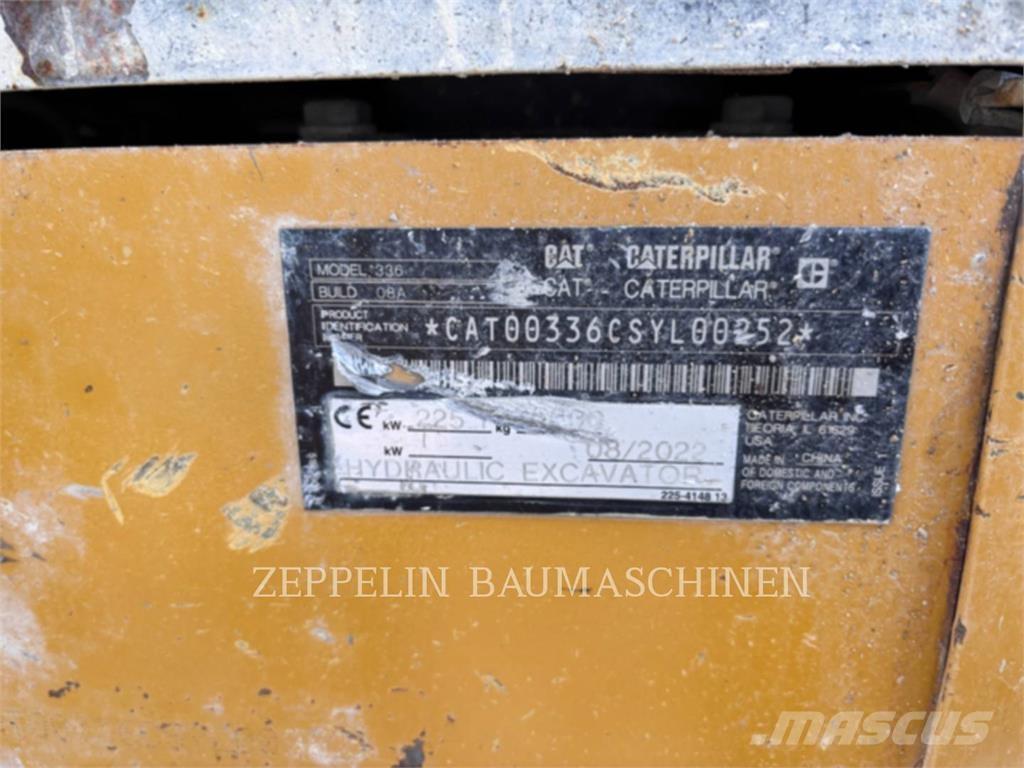 CAT® CATERPILLAR®
MODEL 336
BUILD 08A
CAT® - CATERPILLAR®
PRODUCT
IDENTIFICATION
*CAT00336CSYL00252*
CE
kW 225 kg
kW 08/2022
HYDRAULIC EXCAVATOR
225-4148 13
CATERPILLAR INC.
PEORIA, IL 61629
USA
MADE IN CHINA
OF DOMESTIC AND
FOREIGN COMPONENTS
ISSUE 1
ZEPPELIN BAUMASCHINEN
MASCUS